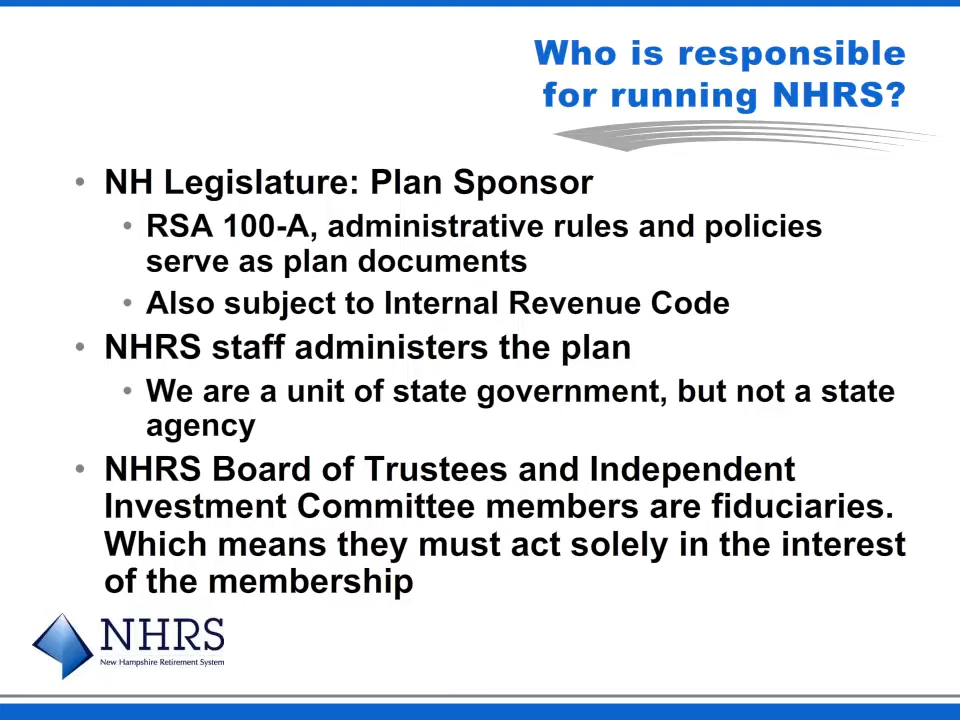 Who is responsible
for running NHRS?
• NH Legislature: Plan Sponsor
• RSA 100-A, administrative rules and policies
serve as plan documents
• Also subject to Internal Revenue Code
• NHRS staff administers the plan
• We are a unit of state government, but not a state
agency
• NHRS Board of Trustees and Independent
Investment Committee members are fiduciaries.
Which means they must act solely in the interest
of the membership
NHRS
New Hampshire Retirement System